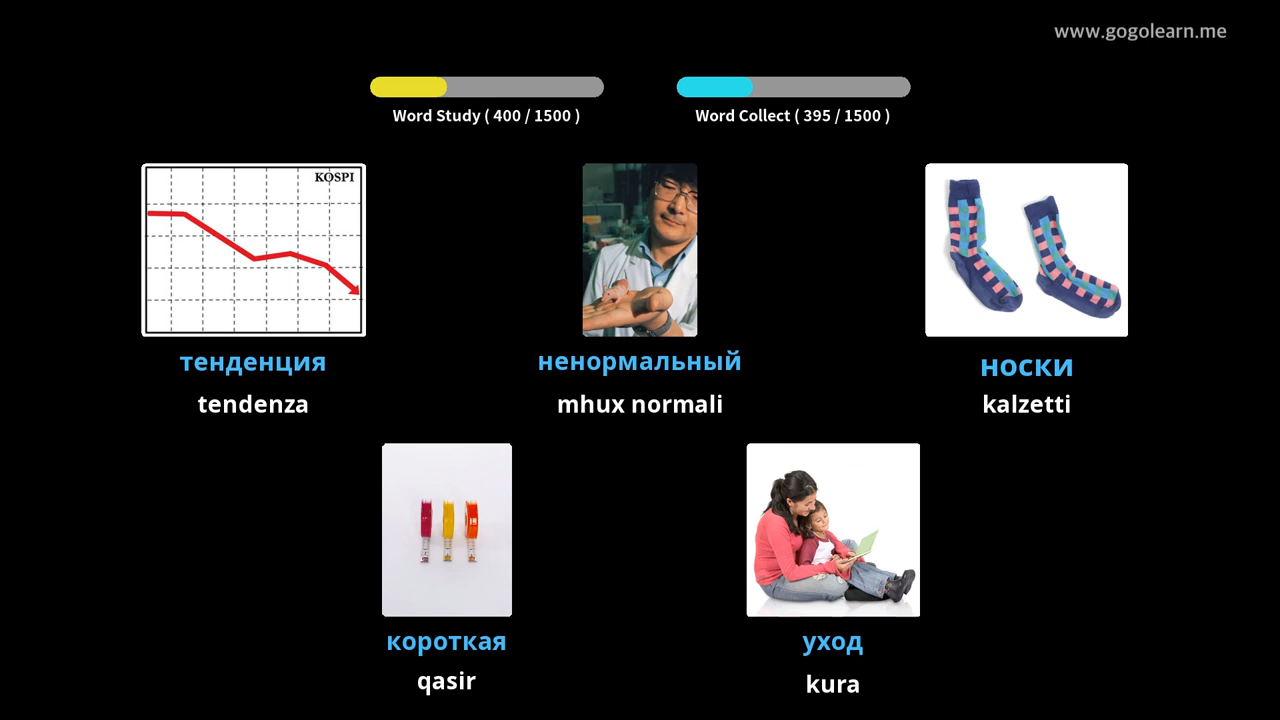 www.gogolearn.me
Word Study ( 400 / 1500 )
Word Collect ( 395 / 1500 )
KOSPI
тенденция
ненормальный
носки
tendenza
mhux normali
kalzetti
короткая
уход
qasir
kura